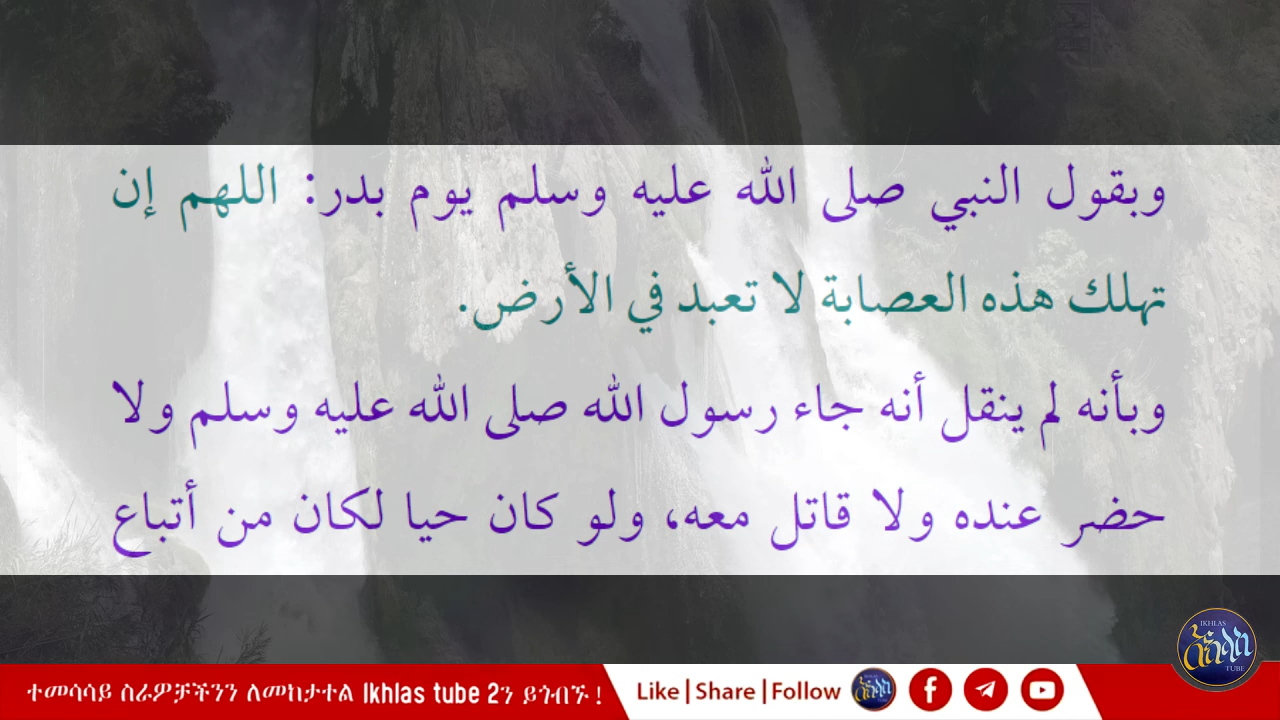 وبقول النبي صلى الله عليه وسلم يوم بدر: اللهم إن
تهلك هذه العصابة لا تعبد في الأرض.
وبأنه لم ينقل أنه جاء رسول الله صلى الله عليه وسلم ولا
حضر عنده ولا قاتل معه، ولو كان حيا لكان من أتباع
IKHLAS
ኢኽላስ
TUBE
ተመሳሳይ ስራዎቻችንን ለመከታተል Ikhlas tube 2ን ይጎብኙ !
Like | Share | Follow